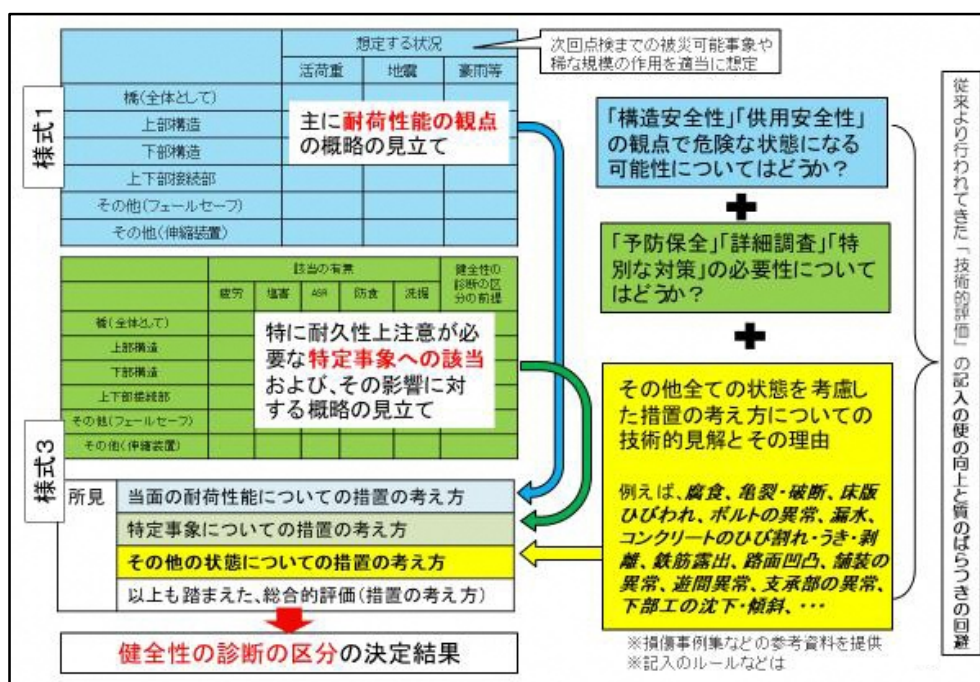 様式1
想定する状況
活荷重 地震 豪雨等
橋(全体として)
上部構造
下部構造
上下部接続部
その他(フェールセーフ)
その他(伸縮装置)
主に耐荷性能の観点
の概略の見立て
次回点検までの被災可能事象や
稀な規模の作用を適当に想定
様式3
該当の有無
健全性の
診断の区
分の前提
疲労 塩害 ASR 防食 洗掘
橋(全体として)
上部構造
下部構造
上下部接続部
その他(フェールセーフ)
その他(伸縮装置)
特に耐久性上注意が必
要な特定事象への該当
および、その影響に対
する概略の見立て
所見
当面の耐荷性能についての措置の考え方
特定事象についての措置の考え方
その他の状態についての措置の考え方
以上も踏まえた、総合的評価(措置の考え方)
健全性の診断の区分の決定結果
「構造安全性」「供用安全性」
の観点で危険な状態になる
可能性についてはどうか?
+
「予防保全」「詳細調査」「特
別な対策」の必要性について
はどうか?
+
その他全ての状態を考慮し
た措置の考え方についての
技術的見解とその理由
例えば、腐食、亀裂・破断、床版
ひびわれ、ボルトの異常、漏水、
コンクリートのひび割れ・うき・剥
離、鉄筋露出、路面凹凸、舗装の
異常、遊間異常、支承部の異常、
下部工の沈下・傾斜、・・・
※損傷事例集などの参考資料を提供
※記入のルールなどは
従来より行われてきた「技術的評価」の記入の便の向上と質のばらつきの回避